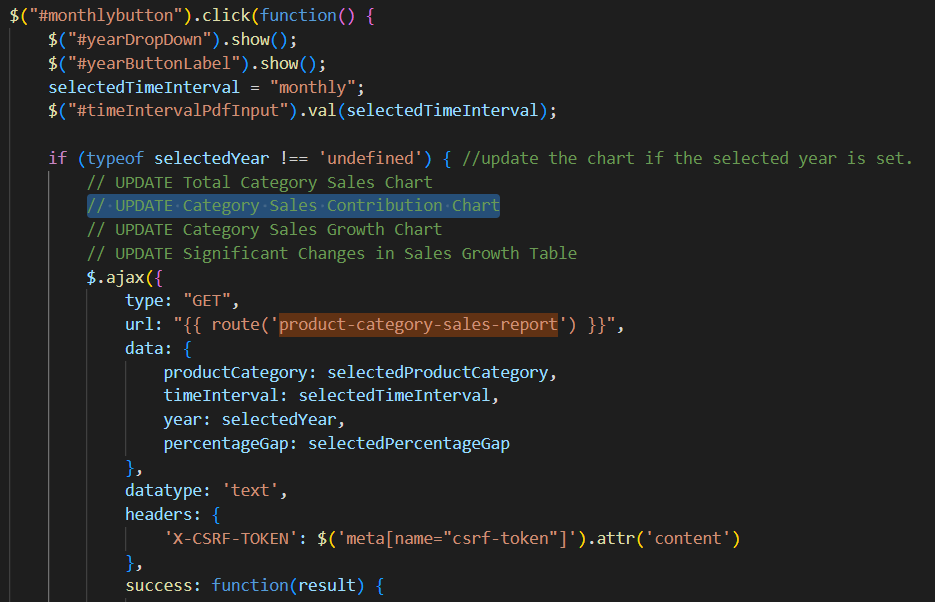 $("#monthlybutton").click(function() {
$("#yearDropDown").show();
$("#yearButtonLabel").show();
selectedTimeInterval = "monthly";
$("#timeIntervalPdfInput").val(selectedTimeInterval);
if (typeof selectedYear !== 'undefined') { //update the chart if the selected year is set.
// UPDATE Total Category Sales Chart
// UPDATE Category Sales Contribution Chart
// UPDATE Category Sales Growth Chart
// UPDATE Significant Changes in Sales Growth Table
$.ajax({
type: "GET",
url: "{{ route('product-category-sales-report') }}",
data: {
productCategory: selectedProductCategory,
timeInterval: selectedTimeInterval,
year: selectedYear,
percentageGap: selectedPercentageGap
},
datatype: 'text',
headers: {
'X-CSRF-TOKEN': $('meta[name="csrf-token"]').attr('content')
},
success: function(result) {